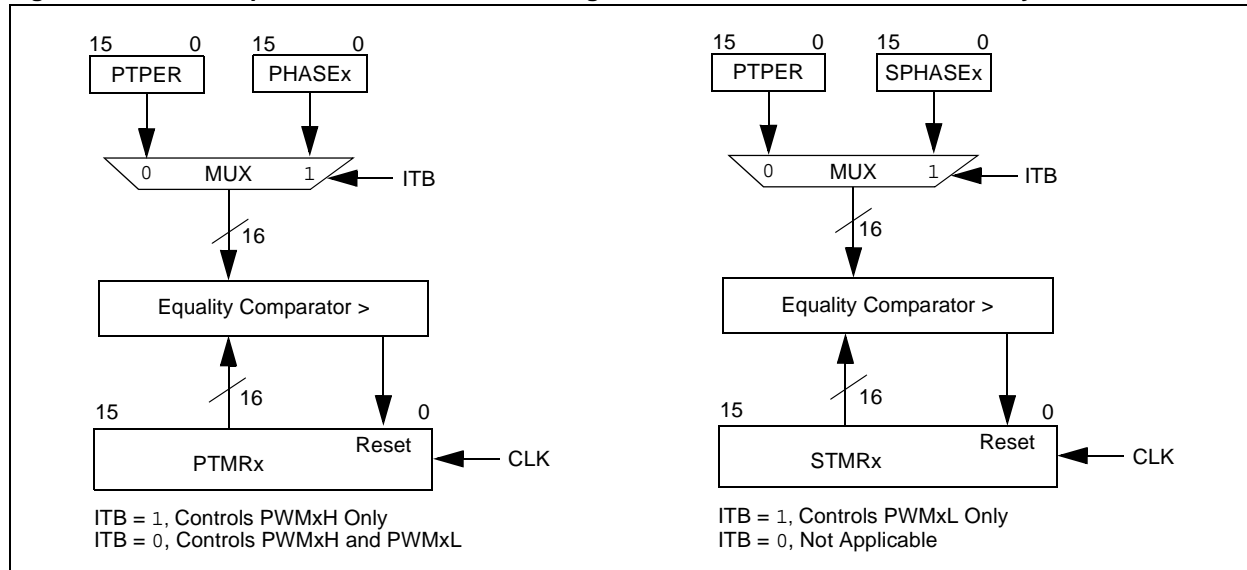 15 0
PTPER
15 0
PHASEx
0 MUX 1
ITB
16
Equality Comparator >
16
15 0
Reset
PTMRx
CLK
ITB = 1, Controls PWMxH Only
ITB = 0, Controls PWMxH and PWMxL
15 0
PTPER
15 0
SPHASEx
0 MUX 1
ITB
16
Equality Comparator >
16
15 0
Reset
STMRx
CLK
ITB = 1, Controls PWMxL Only
ITB = 0, Not Applicable